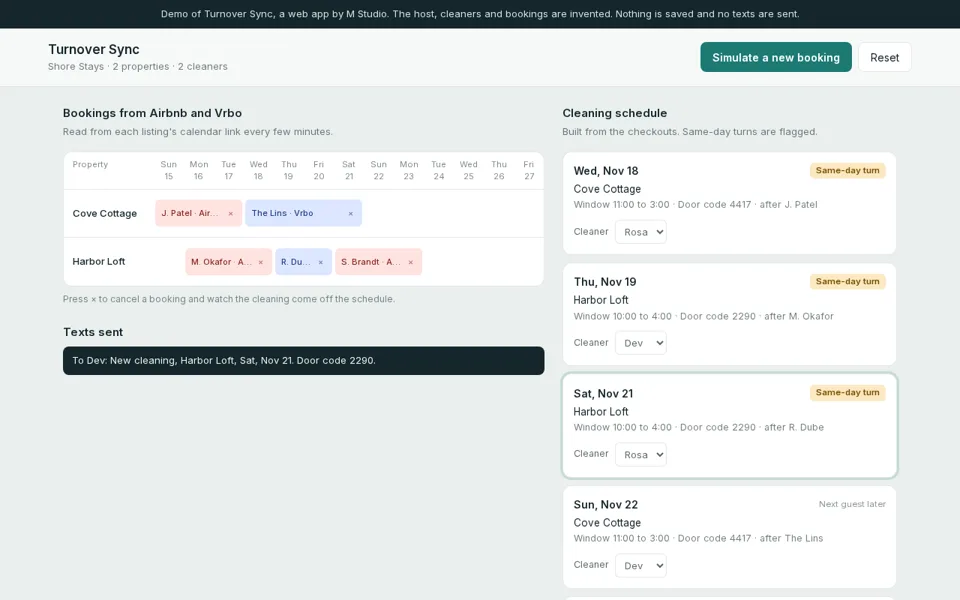 Demo of Turnover Sync, a web app by M Studio. The host, cleaners and bookings are invented. Nothing is saved and no texts are sent.
Turnover Sync
Shore Stays · 2 properties · 2 cleaners
Simulate a new booking
Reset
Bookings from Airbnb and Vrbo
Read from each listing's calendar link every few minutes.
Property Sun Mon Tue Wed Thu Fri Sat Sun Mon Tue Wed Thu Fri
15 16 17 18 19 20 21 22 23 24 25 26 27
Cove Cottage J. Patel · Air... × The Lins · Vrbo ×
Harbor Loft M. Okafor · A... × R. Du... × S. Brandt · A... ×
Press × to cancel a booking and watch the cleaning come off the schedule.
Texts sent
To Dev: New cleaning, Harbor Loft, Sat, Nov 21. Door code 2290.
Cleaning schedule
Built from the checkouts. Same-day turns are flagged.
Wed, Nov 18 Same-day turn
Cove Cottage
Window 11:00 to 3:00 · Door code 4417 · after J. Patel
Cleaner Rosa
Thu, Nov 19 Same-day turn
Harbor Loft
Window 10:00 to 4:00 · Door code 2290 · after M. Okafor
Cleaner Dev
Sat, Nov 21 Same-day turn
Harbor Loft
Window 10:00 to 4:00 · Door code 2290 · after R. Dube
Cleaner Rosa
Sun, Nov 22 Next guest later
Cove Cottage
Window 11:00 to 3:00 · Door code 4417 · after The Lins
Cleaner Dev